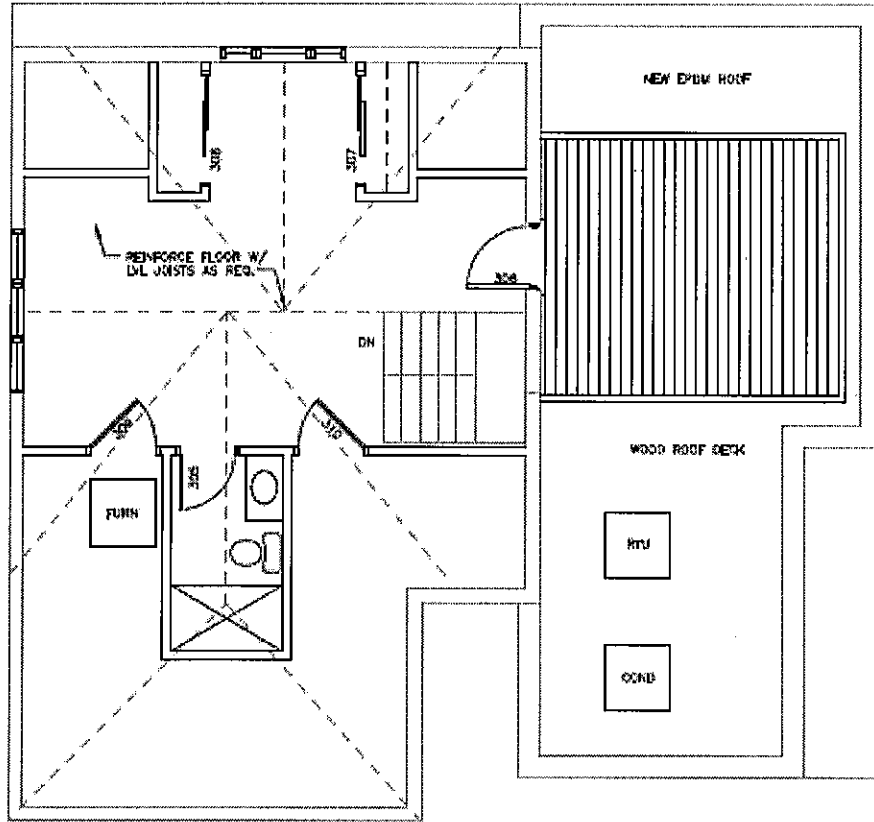 NEW EPDM ROOF
308
307
REINFORCE FLOOR W/
LVL JOISTS AS REQ.
306
DN
309
310
305
WOOD ROOF DECK
FURN
RTU
COND